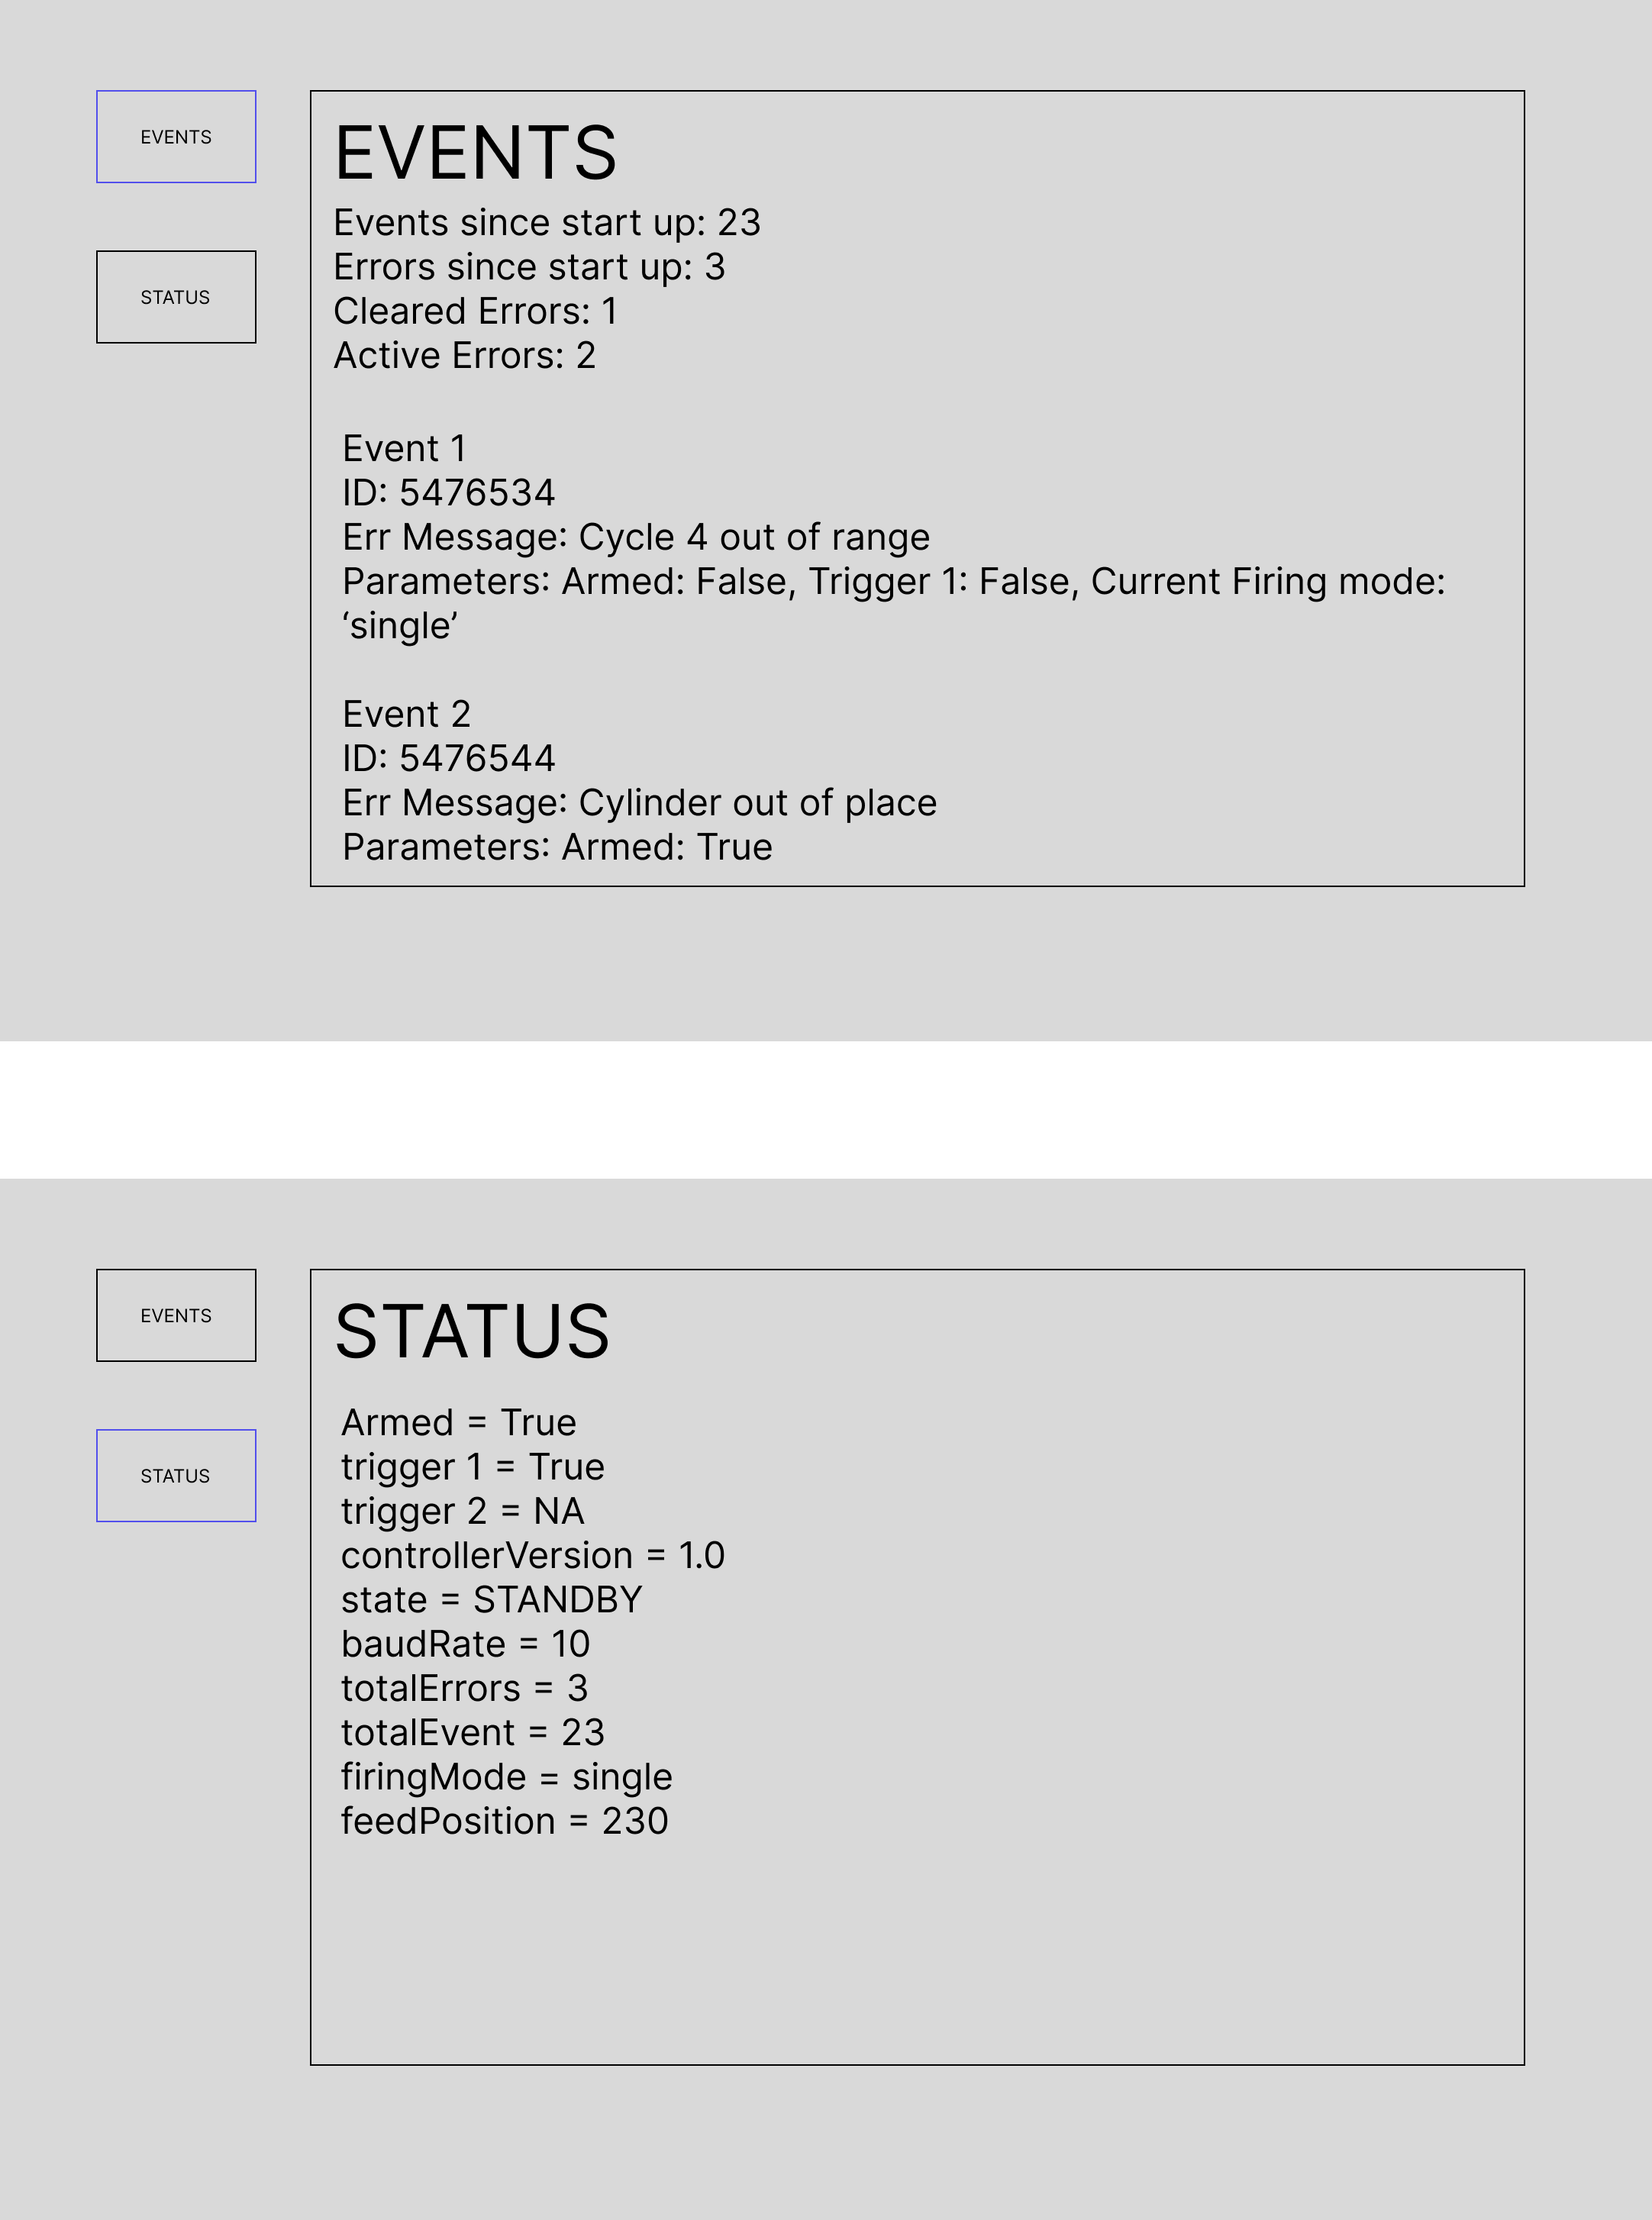 EVENTS
STATUS
EVENTS
Events since start up: 23
Errors since start up: 3
Cleared Errors: 1
Active Errors: 2
Event 1
ID: 5476534
Err Message: Cycle 4 out of range
Parameters: Armed: False, Trigger 1: False, Current Firing mode:
‘single’
Event 2
ID: 5476544
Err Message: Cylinder out of place
Parameters: Armed: True
EVENTS
STATUS
STATUS
Armed = True
trigger 1 = True
trigger 2 = NA
controllerVersion = 1.0
state = STANDBY
baudRate = 10
totalErrors = 3
totalEvent = 23
firingMode = single
feedPosition = 230